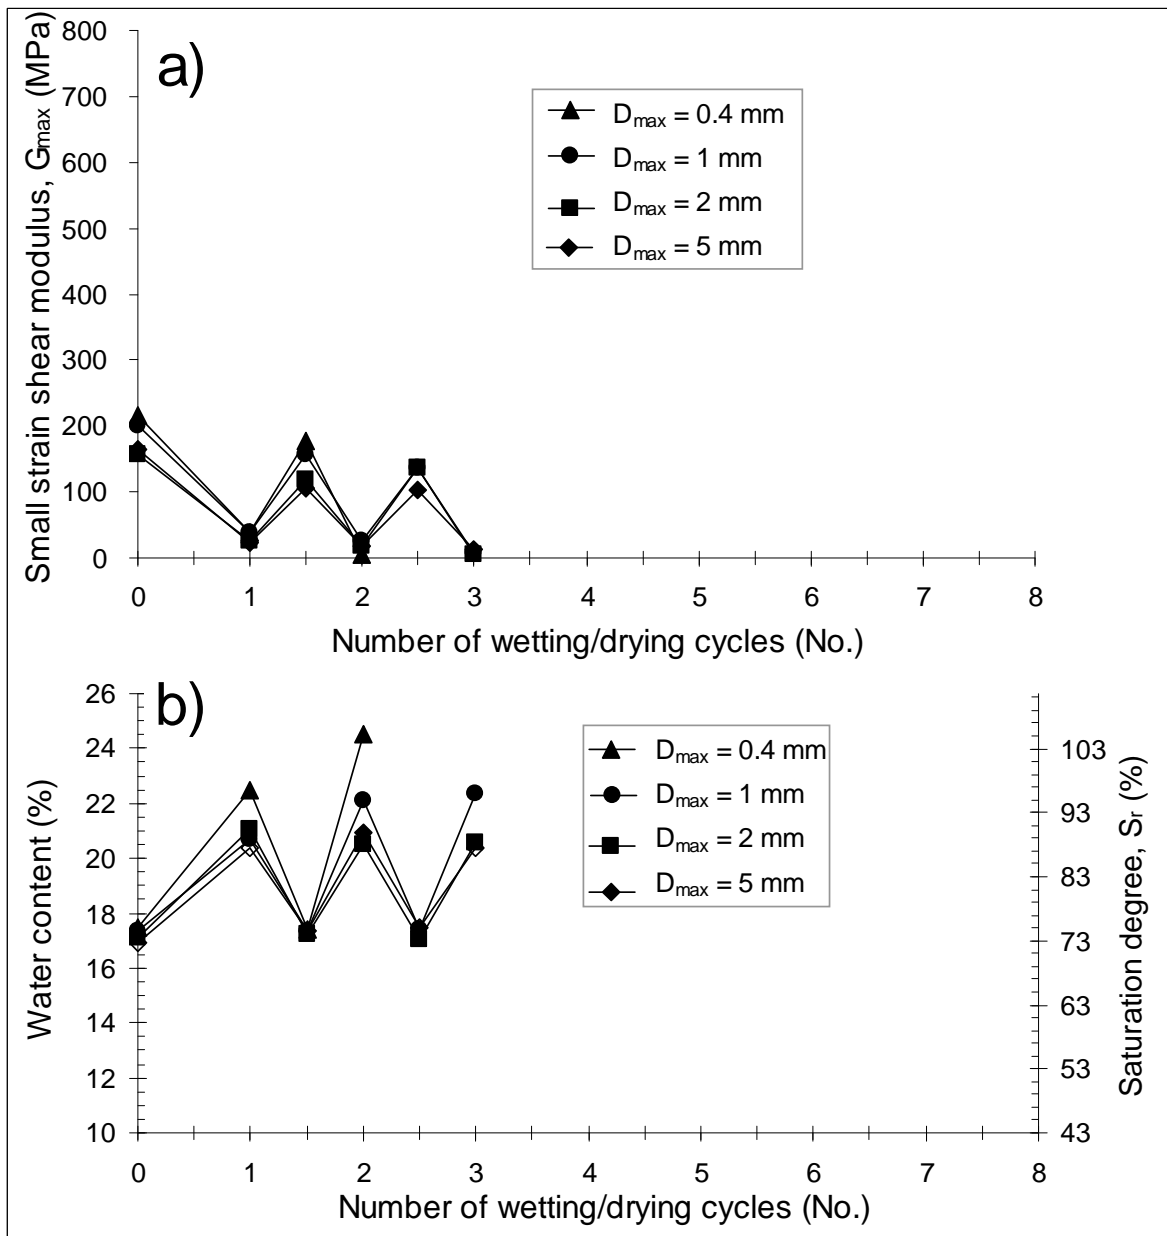 a)
Small strain shear modulus, Gmax (MPa)
800
700
600
500
400
300
200
100
0
Dmax = 0.4 mm
Dmax = 1 mm
Dmax = 2 mm
Dmax = 5 mm
0 1 2 3 4 5 6 7 8
Number of wetting/drying cycles (No.)
b)
Water content (%)
26
24
22
20
18
16
14
12
10
Dmax = 0.4 mm
Dmax = 1 mm
Dmax = 2 mm
Dmax = 5 mm
103
93
83
73
63
53
43
Saturation degree, Sr (%)
0 1 2 3 4 5 6 7 8
Number of wetting/drying cycles (No.)